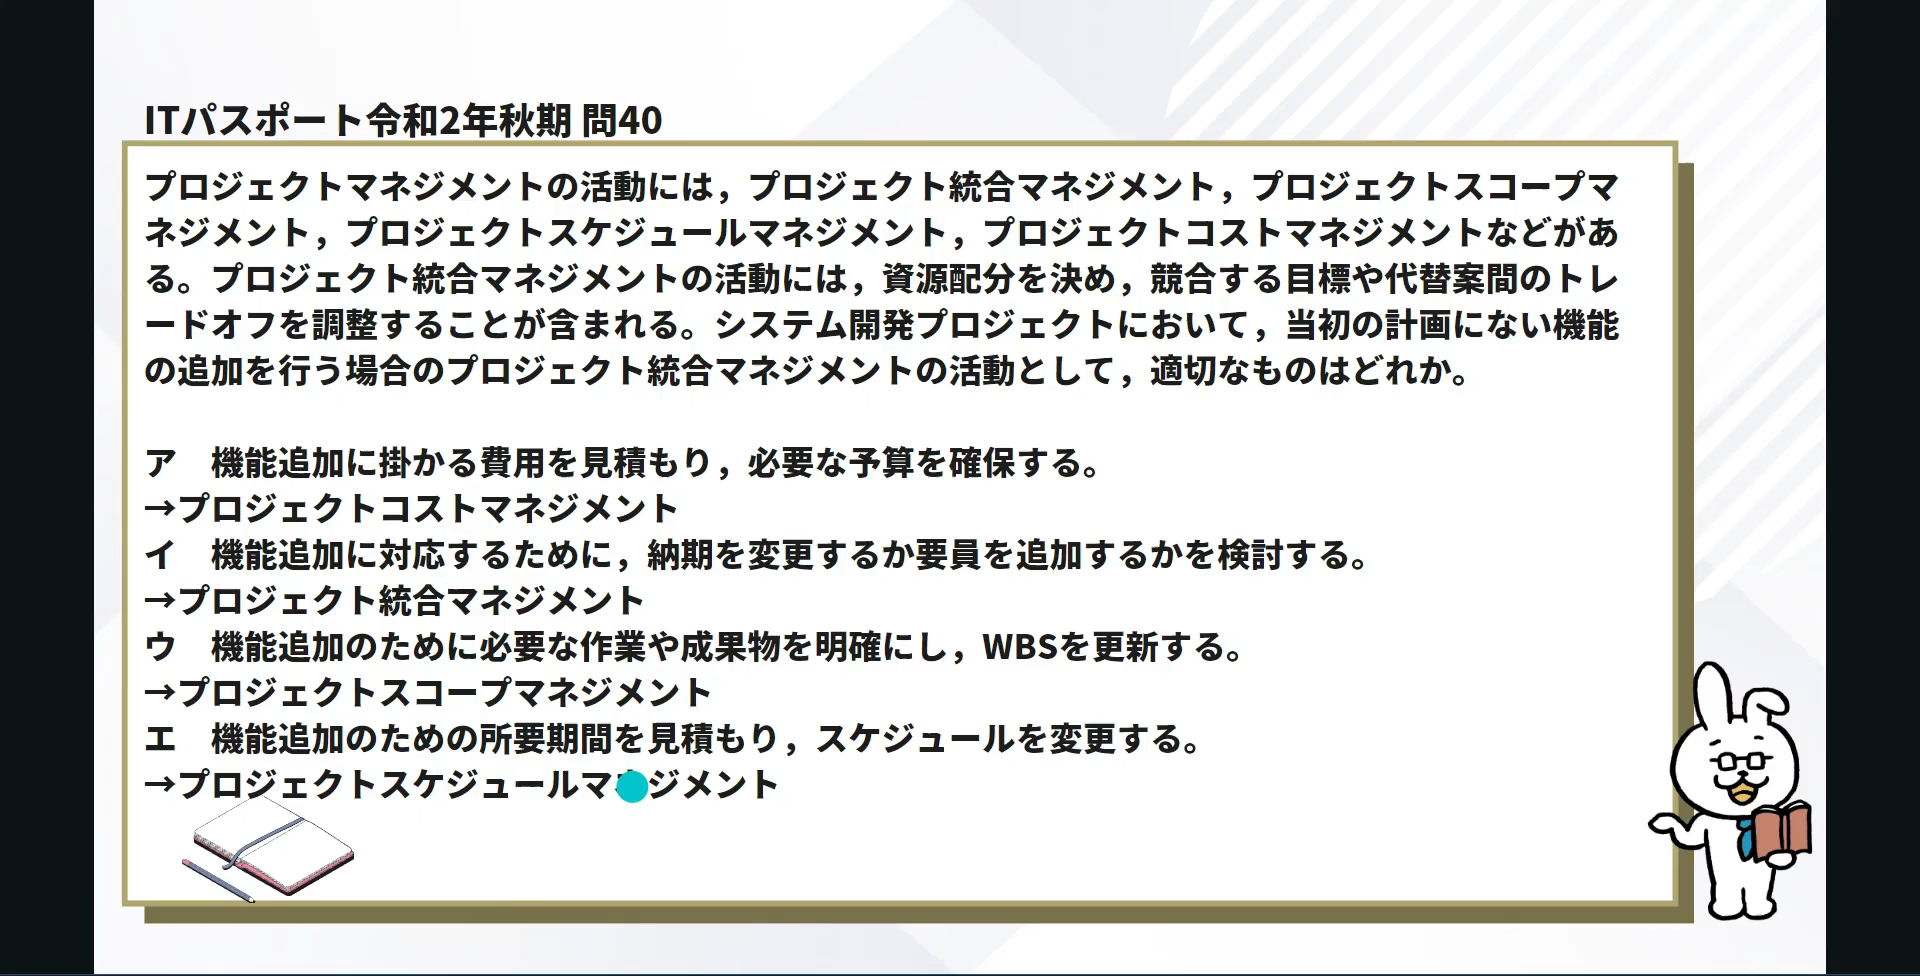 ITパスポート令和2年秋期 問40
プロジェクトマネジメントの活動には，プロジェクト統合マネジメント，プロジェクトスコープマ
ネジメント，プロジェクトスケジュールマネジメント，プロジェクトコストマネジメントなどがあ
る。プロジェクト統合マネジメントの活動には，資源配分を決め，競合する目標や代替案間のトレ
ードオフを調整することが含まれる。システム開発プロジェクトにおいて，当初の計画にない機能
の追加を行う場合のプロジェクト統合マネジメントの活動として，適切なものはどれか。
ア　機能追加に掛かる費用を見積もり，必要な予算を確保する。
→プロジェクトコストマネジメント
イ　機能追加に対応するために，納期を変更するか要員を追加するかを検討する。
→プロジェクト統合マネジメント
ウ　機能追加のために必要な作業や成果物を明確にし，WBSを更新する。
→プロジェクトスコープマネジメント
エ　機能追加のための所要期間を見積もり，スケジュールを変更する。
→プロジェクトスケジュールマネジメント